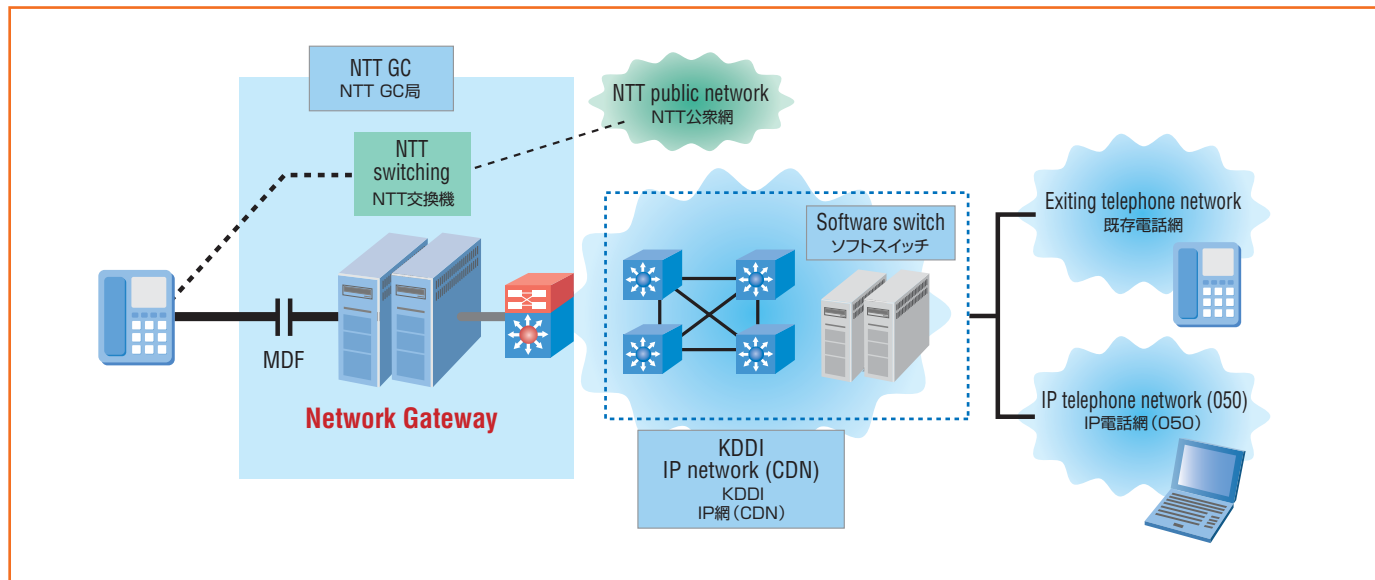 NTT GC
NTT GC局
NTT public network
NTT公衆網
NTT
switching
NTT交換機
Software switch
ソフトスイッチ
Exiting telephone network
既存電話網
MDF
Network Gateway
KDDI
IP network (CDN)
KDDI
IP網(CDN)
IP telephone network (050)
IP電話網(050)